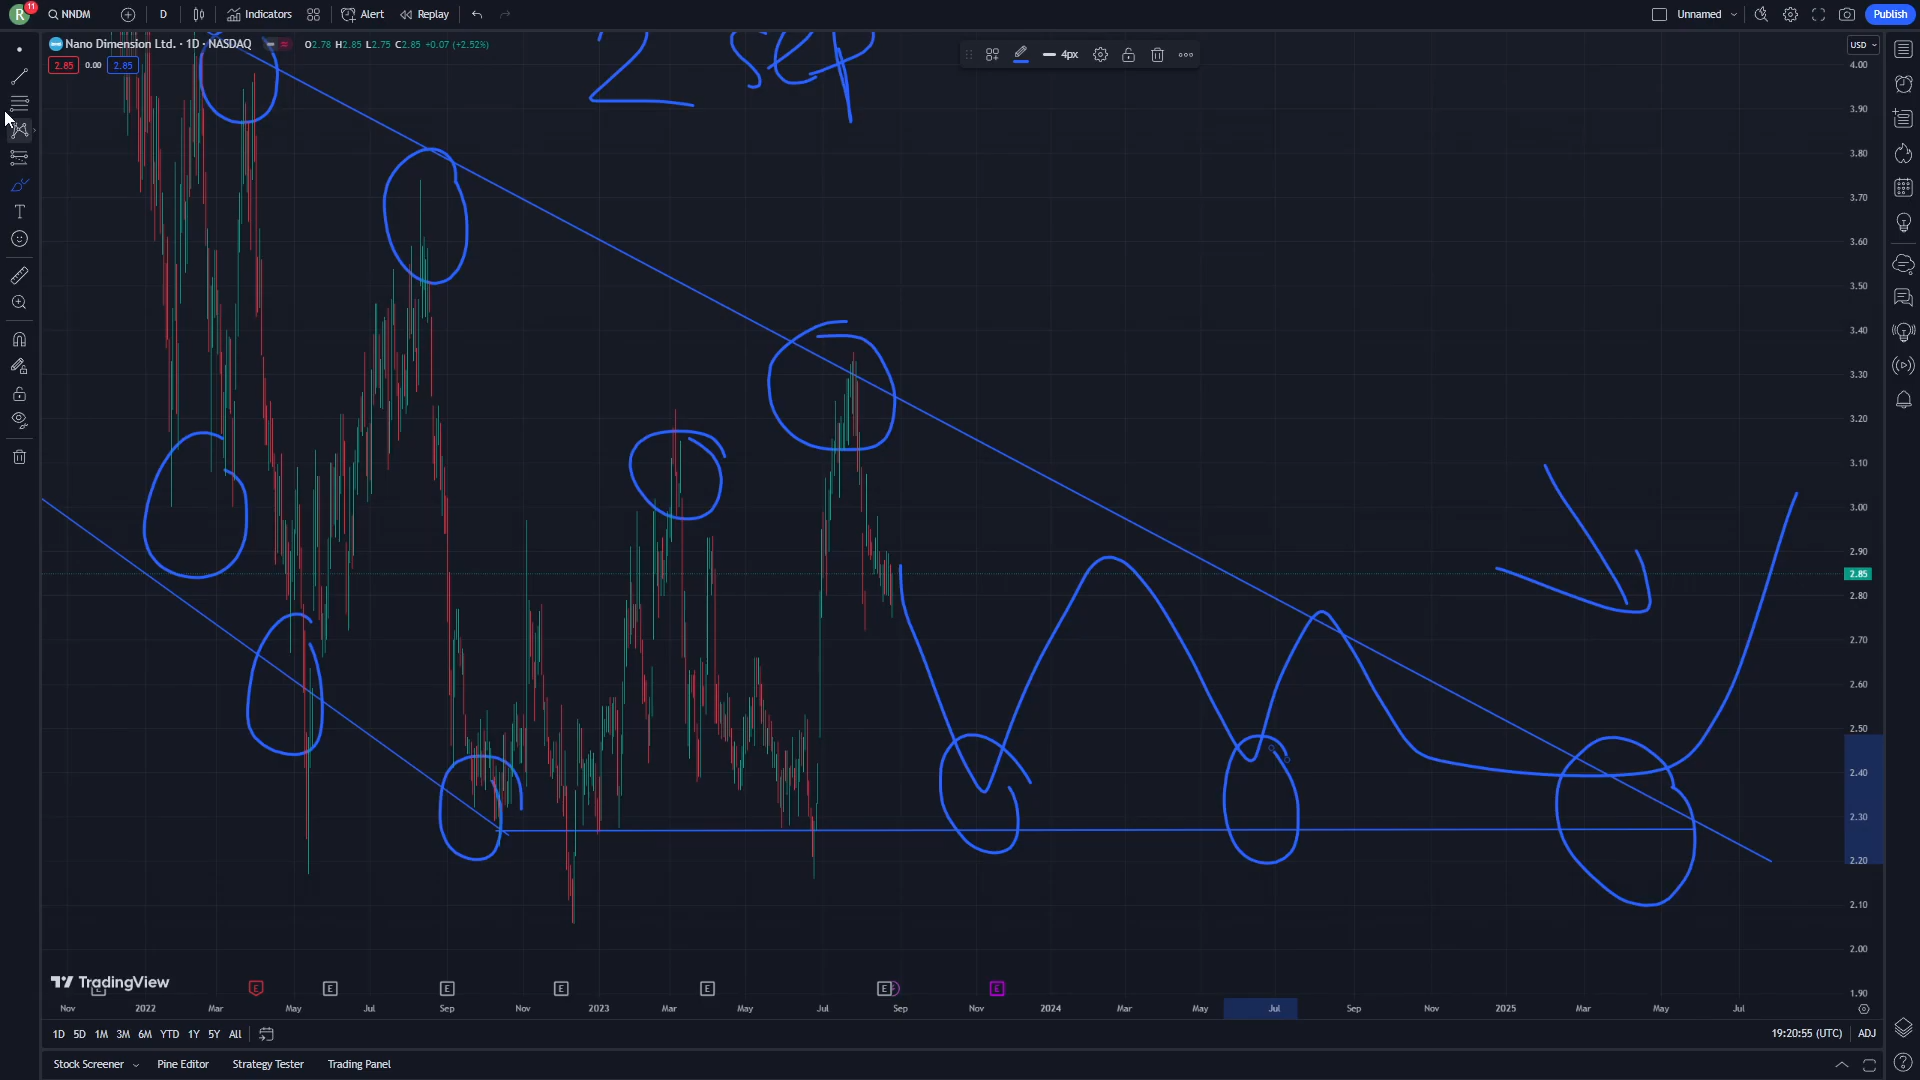 R 11 NNDM D Indicators Alert Replay Unnamed Publish
Nano Dimension Ltd. · 1D · NASDAQ O2.78 H2.85 L2.75 C2.85 +0.07 (+2.52%)
2.85 0.00 2.85
4px
USD
4.00
3.90
3.80
3.70
3.60
3.50
3.40
3.30
3.20
3.10
3.00
2.90
2.85
2.80
2.70
2.60
2.50
2.40
2.30
2.20
2.10
2.00
1.90
TradingView
E E E E E E E E
Nov 2022 Mar May Jul Sep Nov 2023 Mar May Jul Sep Nov 2024 Mar May Jul Sep Nov 2025 Mar May Jul
1D 5D 1M 3M 6M YTD 1Y 5Y All 19:20:55 (UTC) ADJ
Stock Screener Pine Editor Strategy Tester Trading Panel